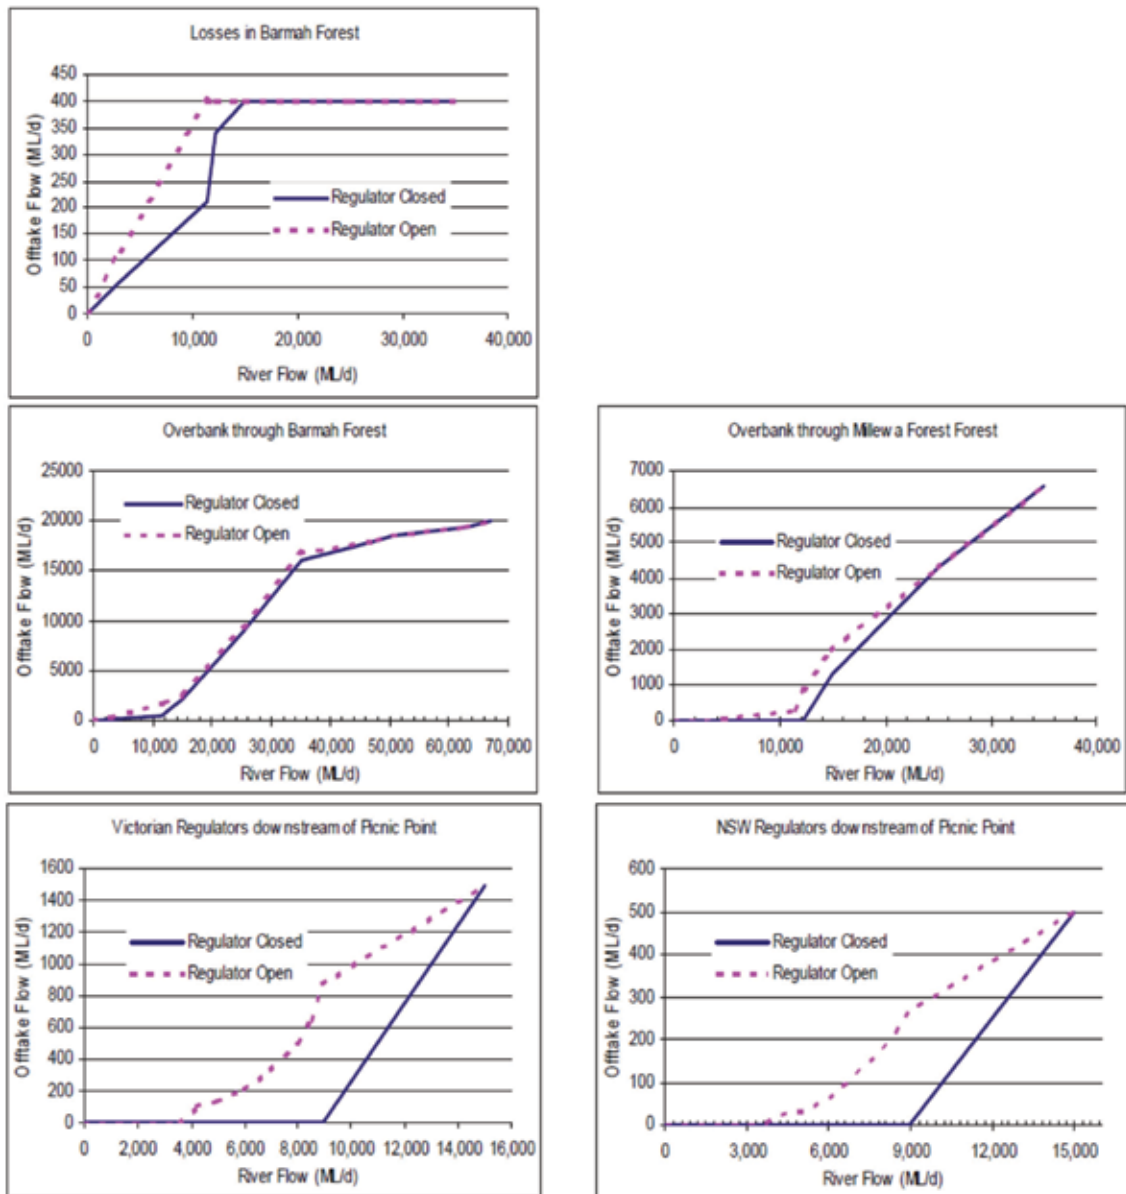 Losses in Barmah Forest
450
400
350
300
250
200
150
100
50
0
Offtake Flow (ML/d)
Regulator Closed
Regulator Open
0 10,000 20,000 30,000 40,000
River Flow (ML/d)
Overbank through Barmah Forest
25000
20000
15000
10000
5000
0
Offtake Flow (ML/d)
Regulator Closed
Regulator Open
0 10,000 20,000 30,000 40,000 50,000 60,000 70,000
River Flow (ML/d)
Overbank through Millewa Forest Forest
7000
6000
5000
4000
3000
2000
1000
0
Offtake Flow (ML/d)
Regulator Closed
Regulator Open
0 10,000 20,000 30,000 40,000
River Flow (ML/d)
Victorian Regulators downstream of Picnic Point
1600
1400
1200
1000
800
600
400
200
0
Offtake Flow (ML/d)
Regulator Closed
Regulator Open
0 2,000 4,000 6,000 8,000 10,000 12,000 14,000 16,000
River Flow (ML/d)
NSW Regulators downstream of Picnic Point
600
500
400
300
200
100
0
Offtake Flow (ML/d)
Regulator Closed
Regulator Open
0 3,000 6,000 9,000 12,000 15,000
River Flow (ML/d)